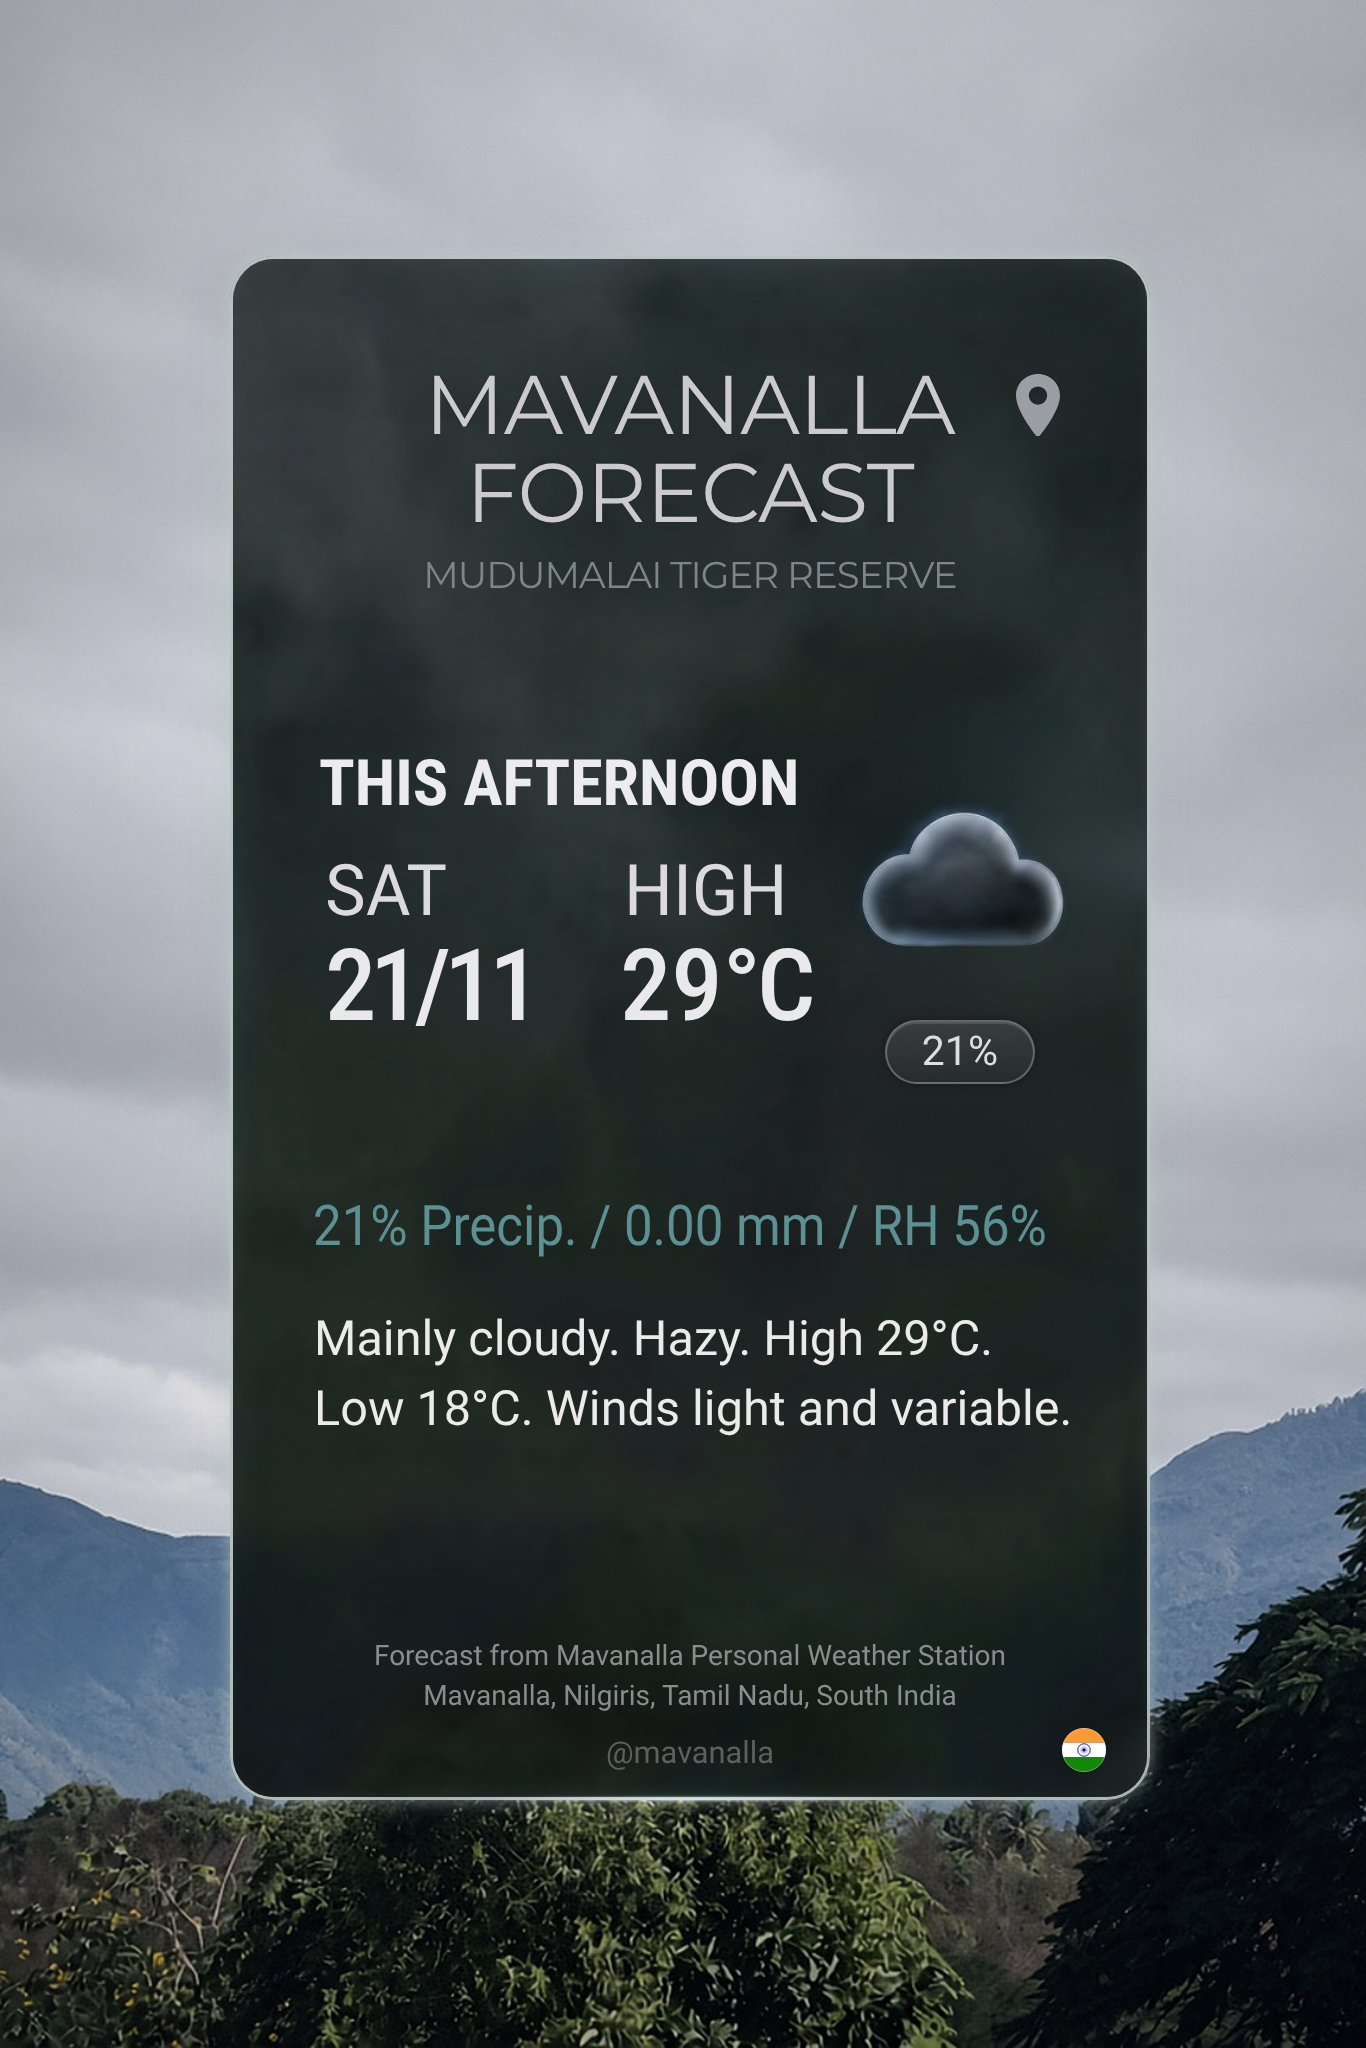 MAVANALLA
FORECAST
MUDUMALAI TIGER RESERVE
THIS AFTERNOON
SAT
21/11
HIGH
29°C
21%
21% Precip. / 0.00 mm / RH 56%
Mainly cloudy. Hazy. High 29°C.
Low 18°C. Winds light and variable.
Forecast from Mavanalla Personal Weather Station
Mavanalla, Nilgiris, Tamil Nadu, South India
@mavanalla